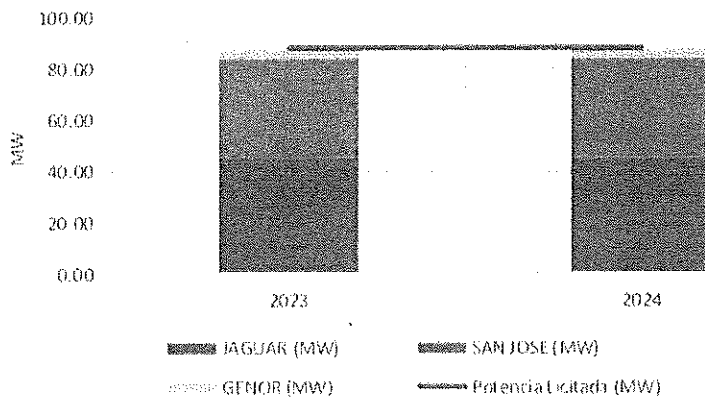 100.00
80.00
60.00
40.00
20.00
0.00
MW
2023
2024
JAGUAR (MW)
SAN JOSE (MW)
GENOR (MW)
Potencia Licitada (MW)